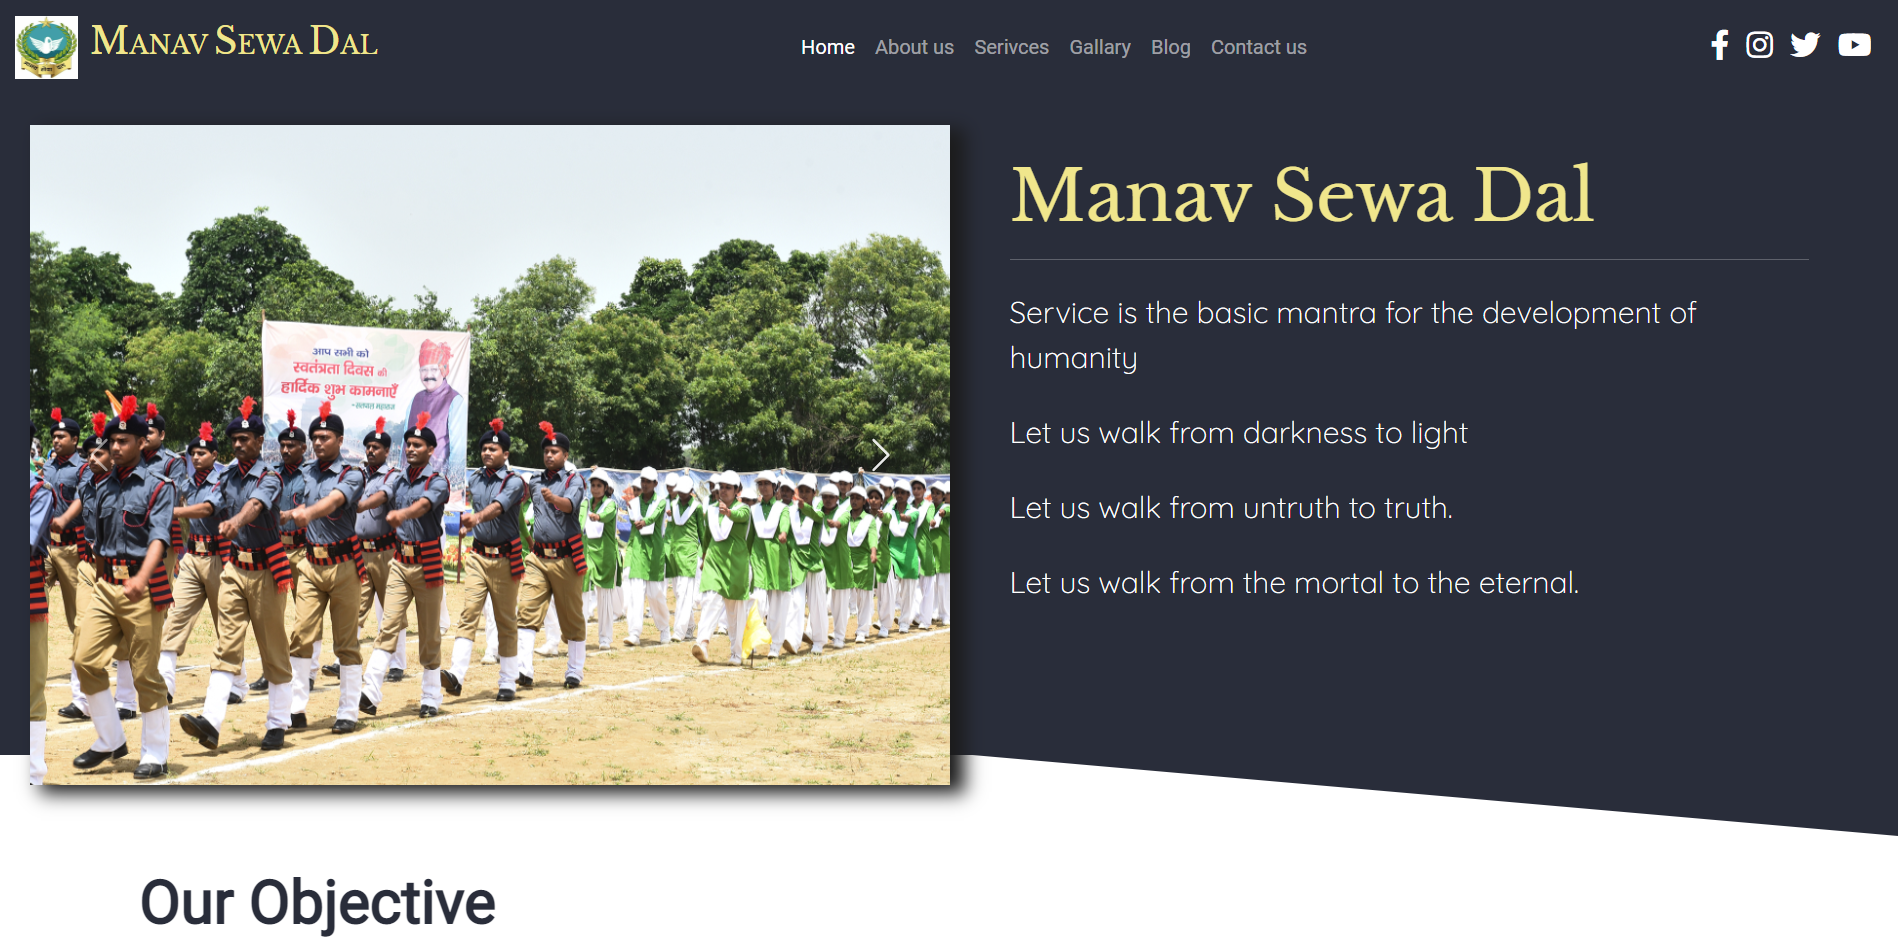 Manav Sewa Dal
Home About us Serivces Gallary Blog Contact us
आप सभी को
स्वतंत्रता दिवस की
हार्दिक शुभ कामनाएँ
-सतपाल महाराज
Manav Sewa Dal
Service is the basic mantra for the development of
humanity
Let us walk from darkness to light
Let us walk from untruth to truth.
Let us walk from the mortal to the eternal.
Our Objective